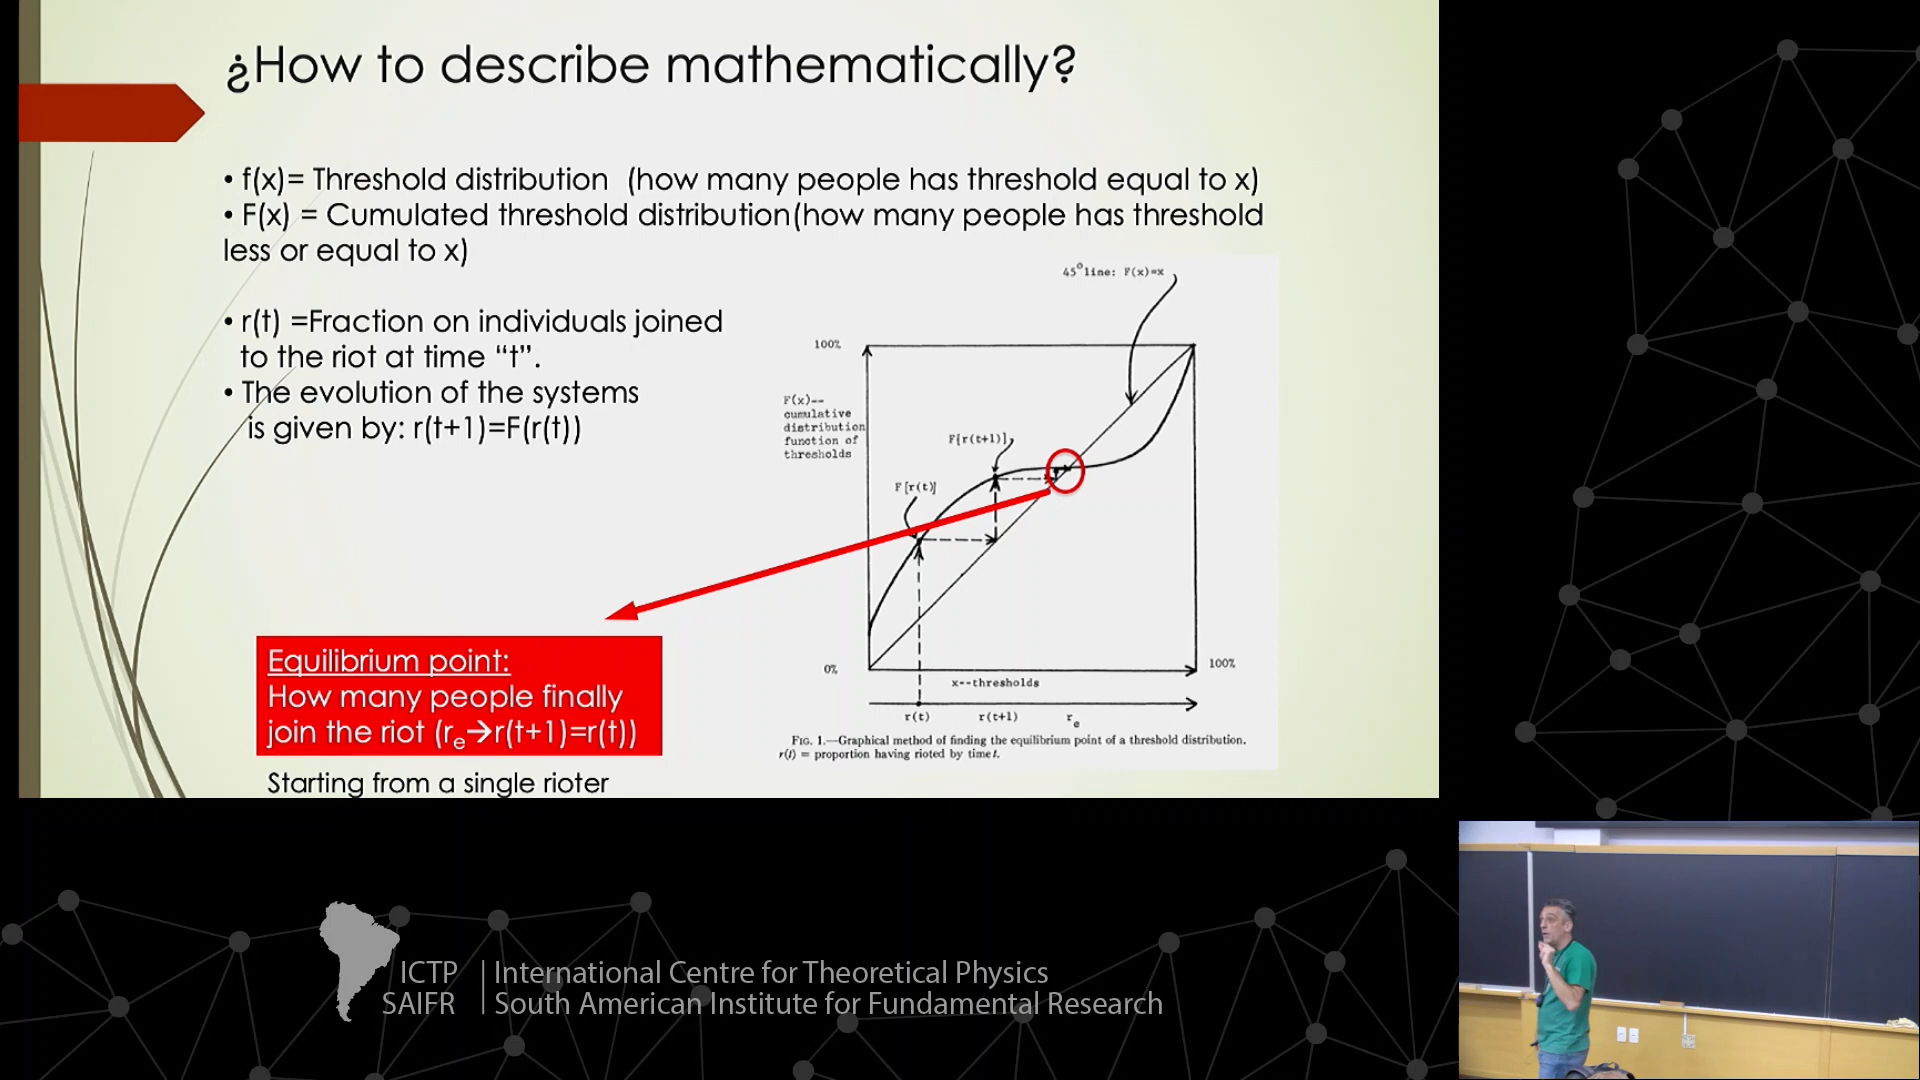 ¿How to describe mathematically?
• f(x)= Threshold distribution (how many people has threshold equal to x)
• F(x) = Cumulated threshold distribution(how many people has threshold
less or equal to x)
• r(t) =Fraction on individuals joined
to the riot at time “t”.
• The evolution of the systems
is given by: r(t+1)=F(r(t))
45°line: F(x)=x
100%
F(x)--
cumulative
distribution
function of
thresholds
F[r(t+1)]
F[r(t)]
0%
100%
x--thresholds
r(t) r(t+1) re
FIG. 1.—Graphical method of finding the equilibrium point of a threshold distribution.
r(t) = proportion having rioted by time t.
Equilibrium point:
How many people finally
join the riot (re→r(t+1)=r(t))
Starting from a single rioter
ICTP | International Centre for Theoretical Physics
SAIFR | South American Institute for Fundamental Research